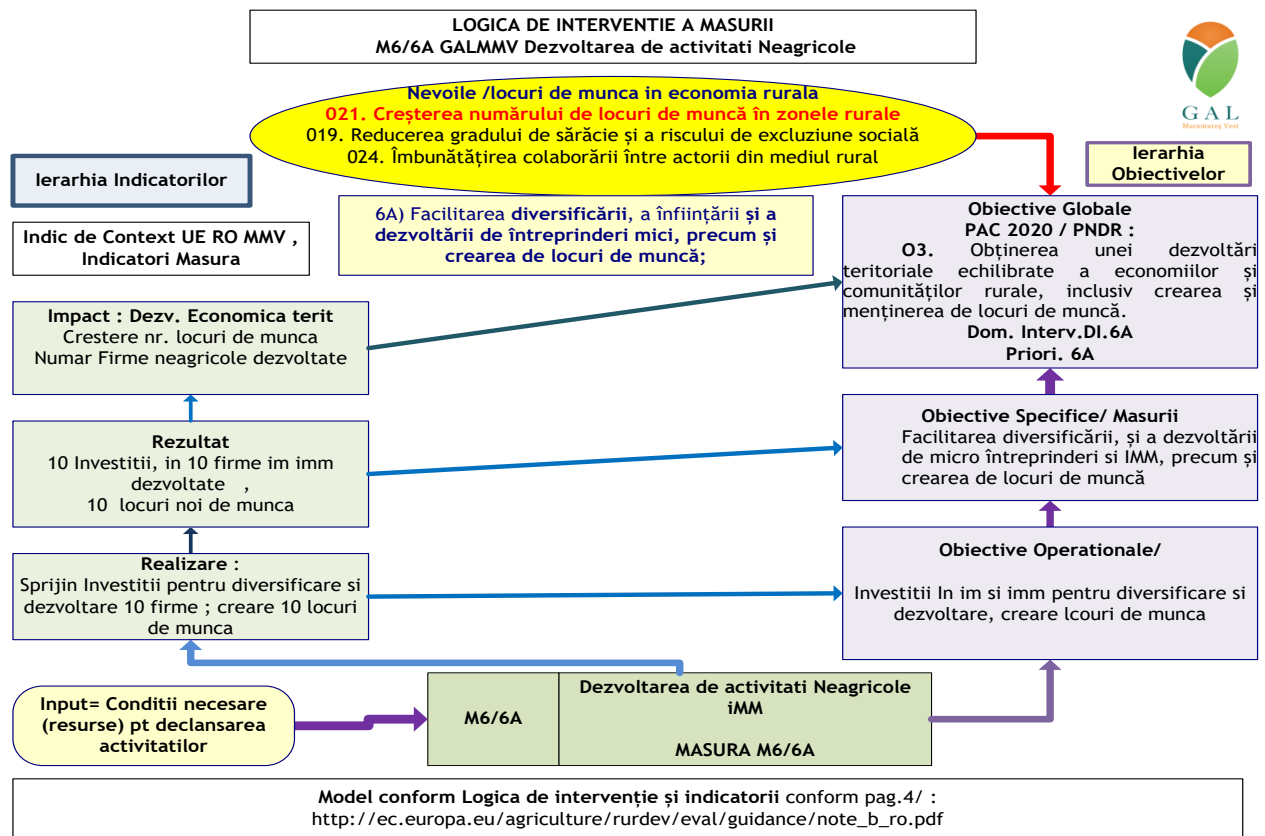 LOGICA DE INTERVENTIE A MASURII
M6/6A GALMMV Dezvoltarea de activitati Neagricole
GAL
Maramureș Vest
Nevoile /locuri de munca in economia rurala
021. Creșterea numărului de locuri de muncă în zonele rurale
019. Reducerea gradului de sărăcie și a riscului de excluziune socială
024. Îmbunătățirea colaborării între actorii din mediul rural
Ierarhia Indicatorilor
Ierarhia
Obiectivelor
Indic de Context UE RO MMV ,
Indicatori Masura
6A) Facilitarea diversificării, a înființării și a
dezvoltării de întreprinderi mici, precum și
crearea de locuri de muncă;
Obiective Globale
PAC 2020 / PNDR :
O3. Obținerea unei dezvoltări
teritoriale echilibrate a economiilor și
comunităților rurale, inclusiv crearea și
menținerea de locuri de muncă.
Dom. Interv.DI.6A
Priori. 6A
Impact : Dezv. Economica terit
Crestere nr. locuri de munca
Numar Firme neagricole dezvoltate
Rezultat
10 Investitii, in 10 firme im imm
dezvoltate ,
10 locuri noi de munca
Obiective Specifice/ Masurii
Facilitarea diversificării, și a dezvoltării
de micro întreprinderi si IMM, precum și
crearea de locuri de muncă
Realizare :
Sprijin Investitii pentru diversificare si
dezvoltare 10 firme ; creare 10 locuri
de munca
Obiective Operationale/
Investitii In im si imm pentru diversificare si
dezvoltare, creare lcouri de munca
Input= Conditii necesare
(resurse) pt declansarea
activitatilor
M6/6A
Dezvoltarea de activitati Neagricole
iMM
MASURA M6/6A
Model conform Logica de intervenție și indicatorii conform pag.4/ :
http://ec.europa.eu/agriculture/rurdev/eval/guidance/note_b_ro.pdf